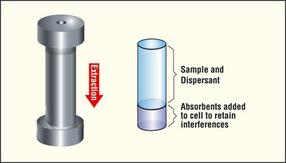 Extraction
Sample and
Dispersant
Absorbents added
to cell to retain
interferences